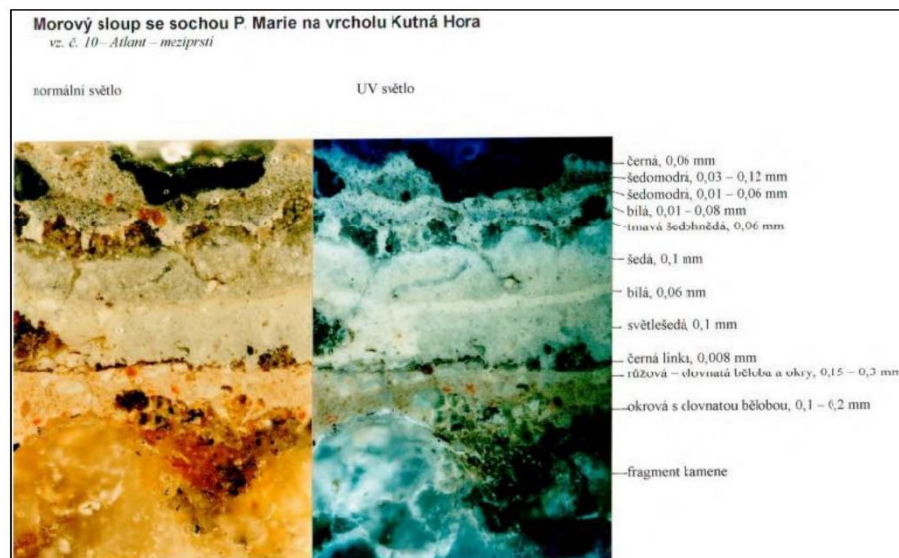 Morový sloup se sochou P. Marie na vrcholu Kutná Hora
vz. č. 10– Atlant – meziprstí
normální světlo
UV světlo
černá, 0,06 mm
šedomodrá, 0,03 – 0,12 mm
šedomodrá, 0,01 – 0,06 mm
bílá, 0,01 – 0,08 mm
tmavá šedohnědá, 0,06 mm
šedá, 0,1 mm
bílá, 0,06 mm
světlešedá, 0,1 mm
černá linka, 0,008 mm
růžová – olovnatá běloba a okry, 0,15 – 0,3 mm
okrová s olovnatou bělobou, 0,1 – 0,2 mm
fragment kamene